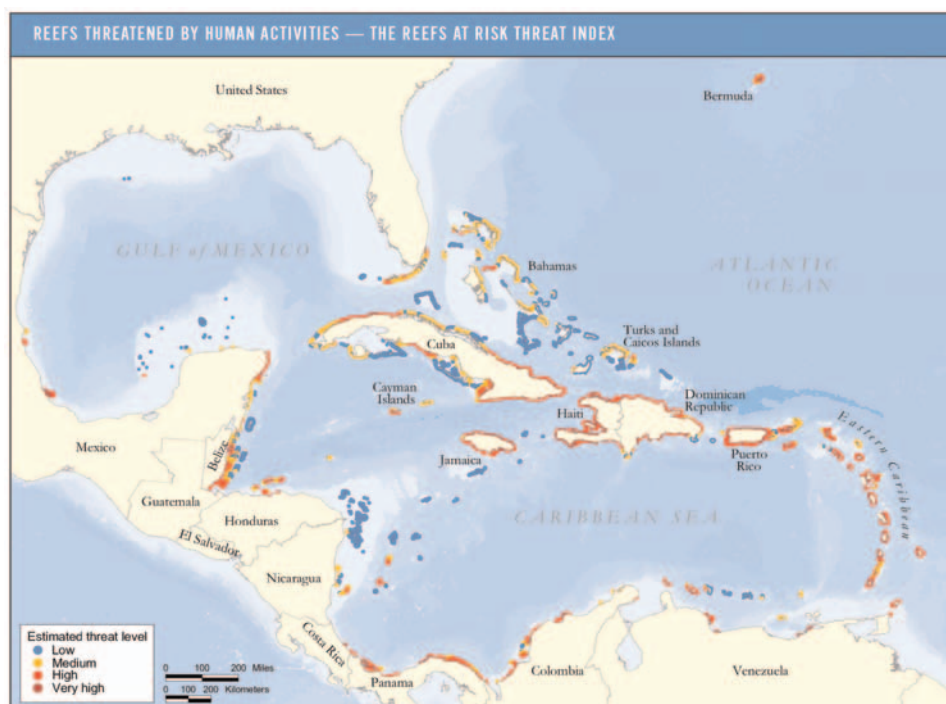 REEFS THREATENED BY HUMAN ACTIVITIES — THE REEFS AT RISK THREAT INDEX
United States
Bermuda
GULF of MEXICO
Bahamas
ATLANTIC
OCEAN
Turks and
Caicos Islands
Cuba
Cayman
Islands
Dominican
Republic
Haiti
Eastern Caribbean
Mexico
Belize
Jamaica
Puerto
Rico
Guatemala
Honduras
CARIBBEAN SEA
El Salvador
Nicaragua
Costa Rica
Panama
Colombia
Venezuela
Estimated threat level
Low
Medium
High
Very high
0 100 200 Miles
0 100 200 Kilometers